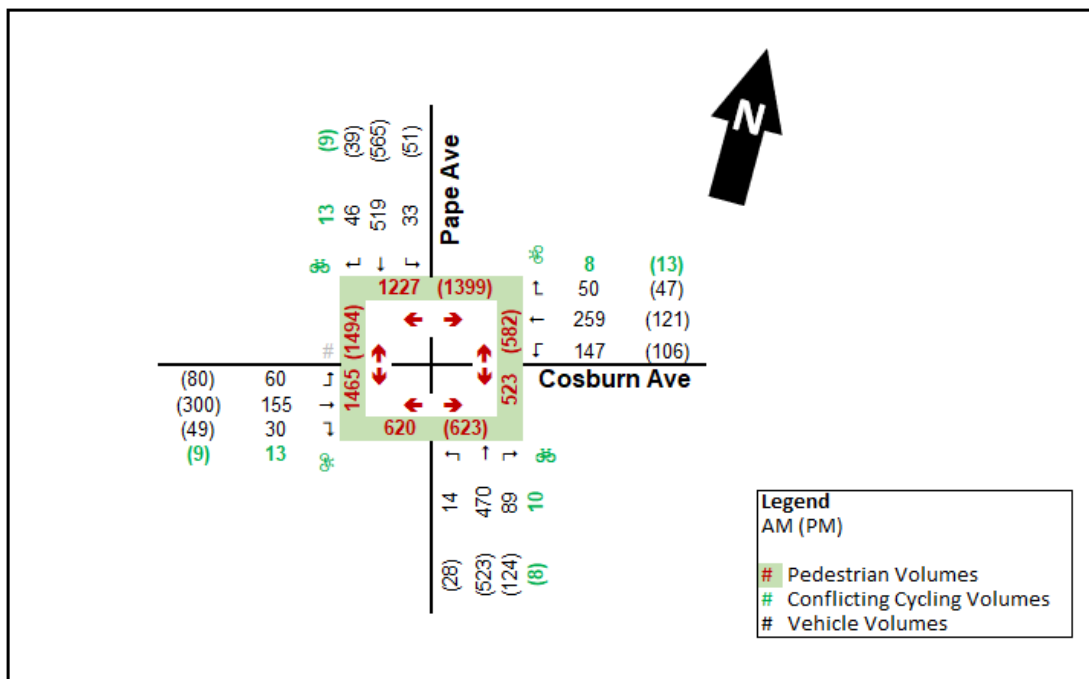 N
(9) (39) (565) (51)
13 46 519 33
Pape Ave
8 (13)
50 (47)
259 (121)
147 (106)
1227 (1399)
1465 (1494)
523 (582)
620 (623)
#
Cosburn Ave
(80) 60
(300) 155
(49) 30
(9) 13
14 470 89 10
(28) (523) (124) (8)
Legend
AM (PM)
# Pedestrian Volumes
# Conflicting Cycling Volumes
# Vehicle Volumes